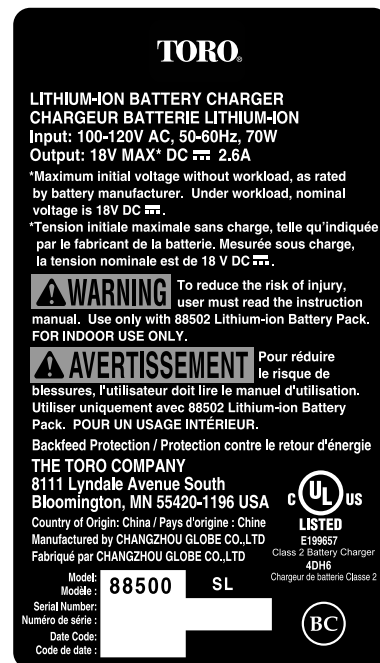 TORO®
LITHIUM-ION BATTERY CHARGER
CHARGEUR BATTERIE LITHIUM-ION
Input: 100-120V AC, 50-60Hz, 70W
Output: 18V MAX* DC ⎓ 2.6A
*Maximum initial voltage without workload, as rated
by battery manufacturer. Under workload, nominal
voltage is 18V DC ⎓.
*Tension initiale maximale sans charge, telle qu'indiquée
par le fabricant de la batterie. Mesurée sous charge,
la tension nominale est de 18 V DC ⎓.
WARNING To reduce the risk of injury,
user must read the instruction
manual. Use only with 88502 Lithium-ion Battery Pack.
FOR INDOOR USE ONLY.
AVERTISSEMENT Pour réduire
le risque de
blessures, l'utilisateur doit lire le manuel d'utilisation.
Utiliser uniquement avec 88502 Lithium-ion Battery
Pack. POUR UN USAGE INTÉRIEUR.
Backfeed Protection / Protection contre le retour d'énergie
THE TORO COMPANY
8111 Lyndale Avenue South
Bloomington, MN 55420-1196 USA
Country of Origin: China / Pays d'origine : Chine
Manufactured by CHANGZHOU GLOBE CO.,LTD
Fabriqué par CHANGZHOU GLOBE CO.,LTD
C UL US
LISTED
E199657
Class 2 Battery Charger
4DH6
Chargeur de batterie Classe 2
Model:
Modèle :
88500 SL
Serial Number:
Numéro de série :
Date Code:
Code de date :
BC